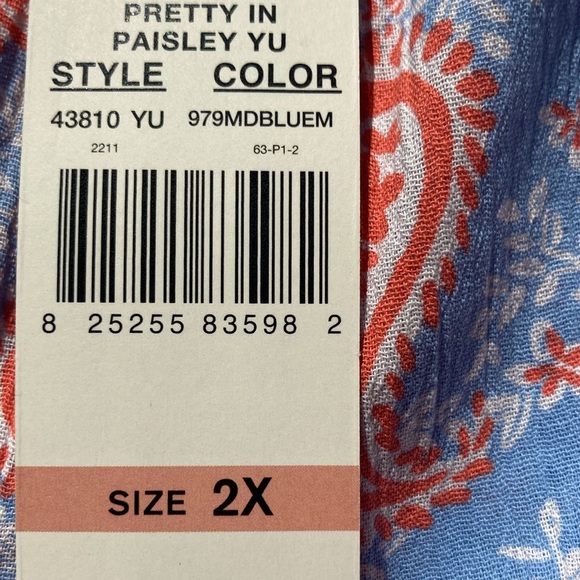 PRETTY IN
PAISLEY YU
STYLE COLOR
43810 YU 979MDBLUEM
2211 63-P1-2
8 25255 83598 2
SIZE 2X